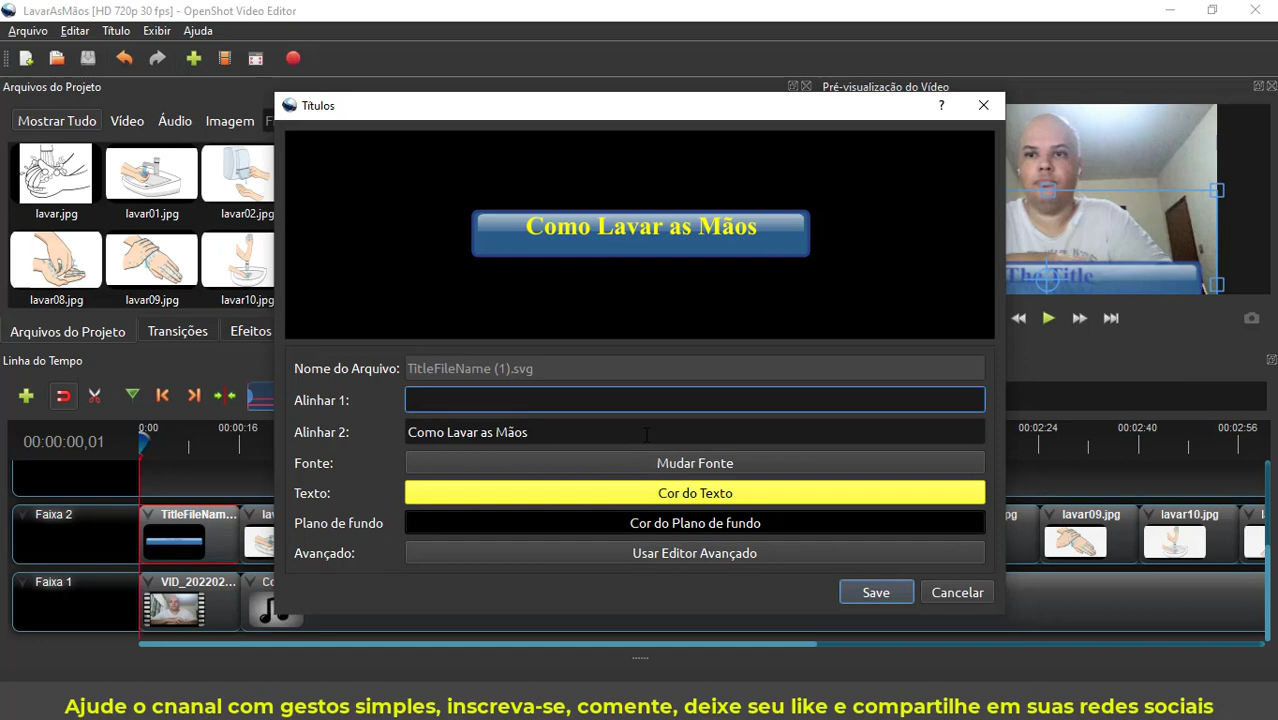 LavarAsMãos [HD 720p 30 fps] - OpenShot Video Editor
Arquivo Editar Título Exibir Ajuda
Arquivos do Projeto
Pré-visualização do Vídeo
Títulos
Mostrar Tudo Vídeo Áudio Imagem F
Como Lavar as Mãos
lavar.jpg lavar01.jpg lavar02.jpg
lavar08.jpg lavar09.jpg lavar10.jpg
The Title
Arquivos do Projeto Transições Efeitos
Linha do Tempo
Nome do Arquivo: TitleFileName (1).svg
Alinhar 1:
Alinhar 2: Como Lavar as Mãos
Fonte: Mudar Fonte
Texto: Cor do Texto
Plano de fundo Cor do Plano de fundo
Avançado: Usar Editor Avançado
Save Cancelar
00:00:00,01
0:00 00:00:16 00:02:24 00:02:40 00:02:56
Faixa 2 TitleFileNam... lav pg lavar09.jpg lavar10.jpg
Faixa 1 VID_202202... Co
Ajude o cnanal com gestos simples, inscreva-se, comente, deixe seu like e compartilhe em suas redes sociais